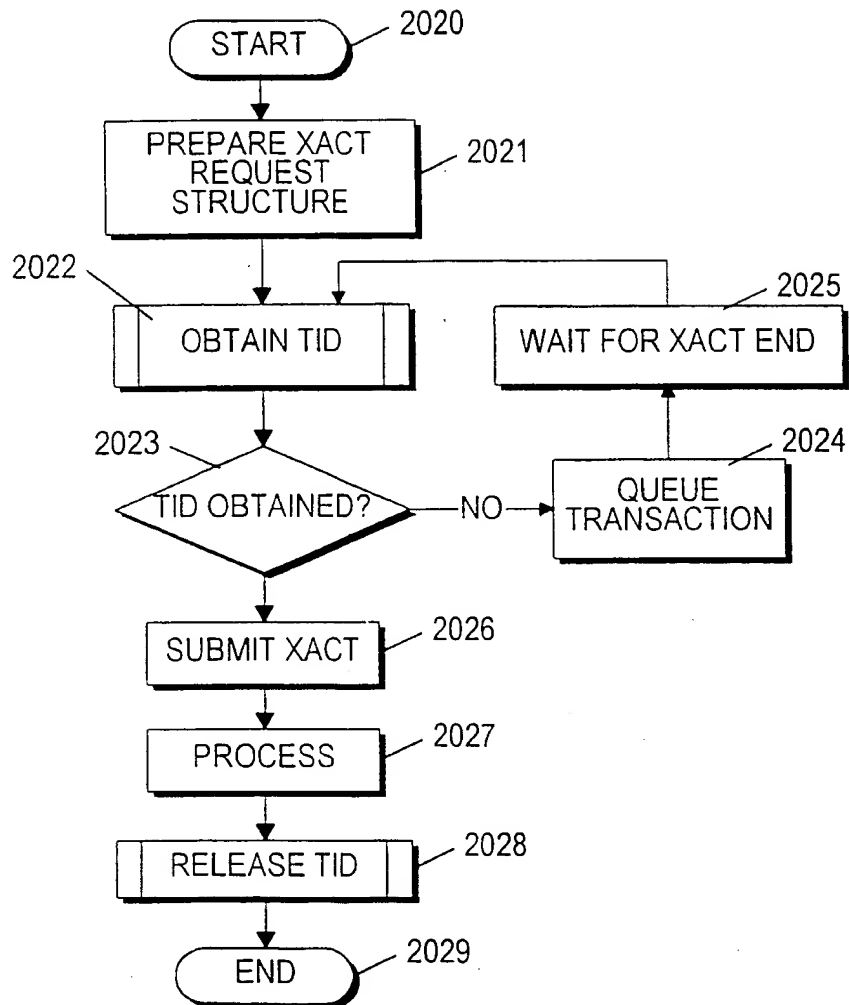 START
2020
PREPARE XACT
REQUEST
STRUCTURE
2021
2022
OBTAIN TID
2025
WAIT FOR XACT END
2023
TID OBTAINED?
NO
2024
QUEUE
TRANSACTION
2026
SUBMIT XACT
2027
PROCESS
2028
RELEASE TID
END
2029